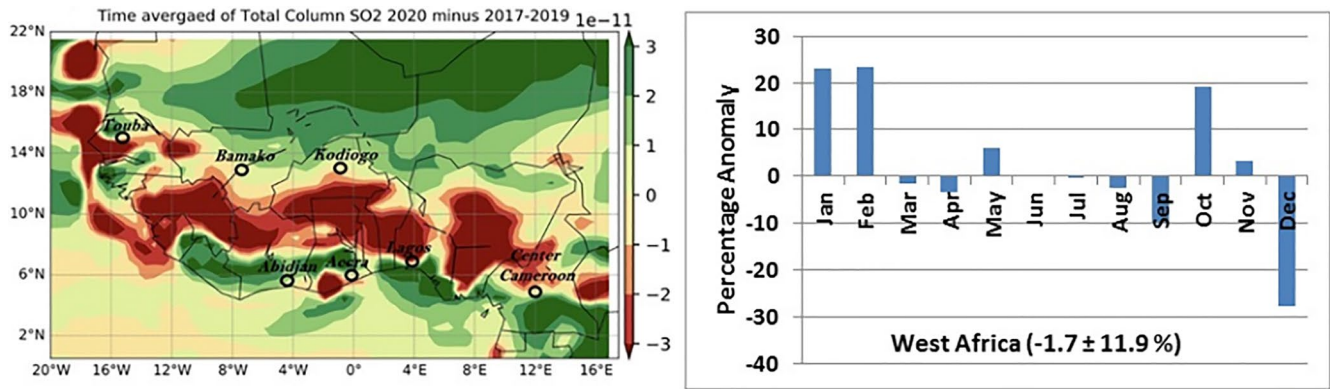 Time avergaed of Total Column SO2 2020 minus 2017-2019
1e−11
22°N
18°N
14°N
10°N
6°N
2°N
20°W 16°W 12°W 8°W 4°W 0° 4°E 8°E 12°E 16°E
Touba
Bamako
Kodiogo
Lagos
Abidjan
Accra
Center
Cameroon
3
2
1
0
−1
−2
−3
Percentage Anomaly
30
20
10
0
-10
-20
-30
-40
Jan Feb Mar Apr May Jun Jul Aug Sep Oct Nov Dec
West Africa (-1.7 ± 11.9 %)